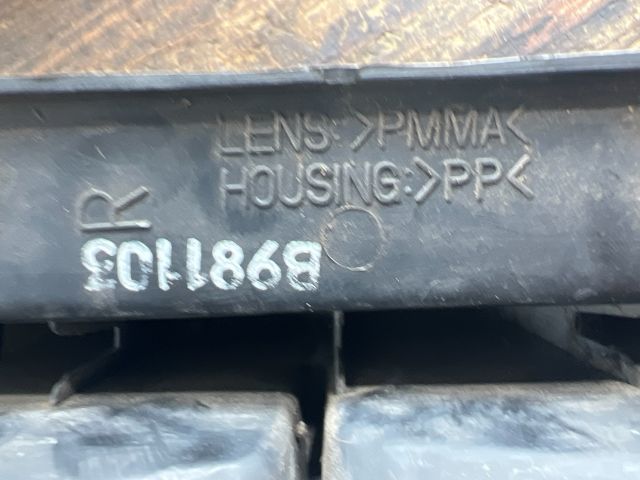 LENS:>PMMA<
HOUSING:>PP<
R
B981103